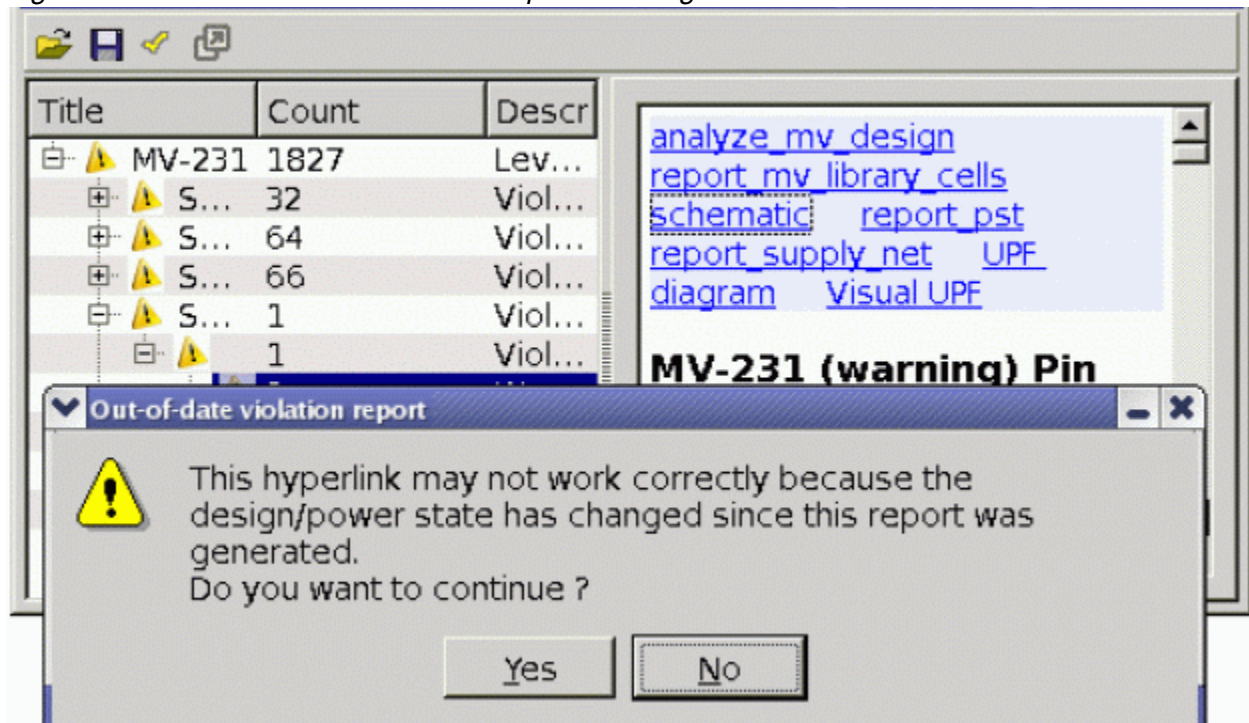 Title Count Descr
MV-231 1827 Lev...
S... 32 Viol...
S... 64 Viol...
S... 66 Viol...
S... 1 Viol...
1 Viol...
analyze_mv_design
report_mv_library_cells
schematic report_pst
report_supply_net UPF
diagram Visual UPF
MV-231 (warning) Pin
Out-of-date violation report
This hyperlink may not work correctly because the
design/power state has changed since this report was
generated.
Do you want to continue ?
Yes No